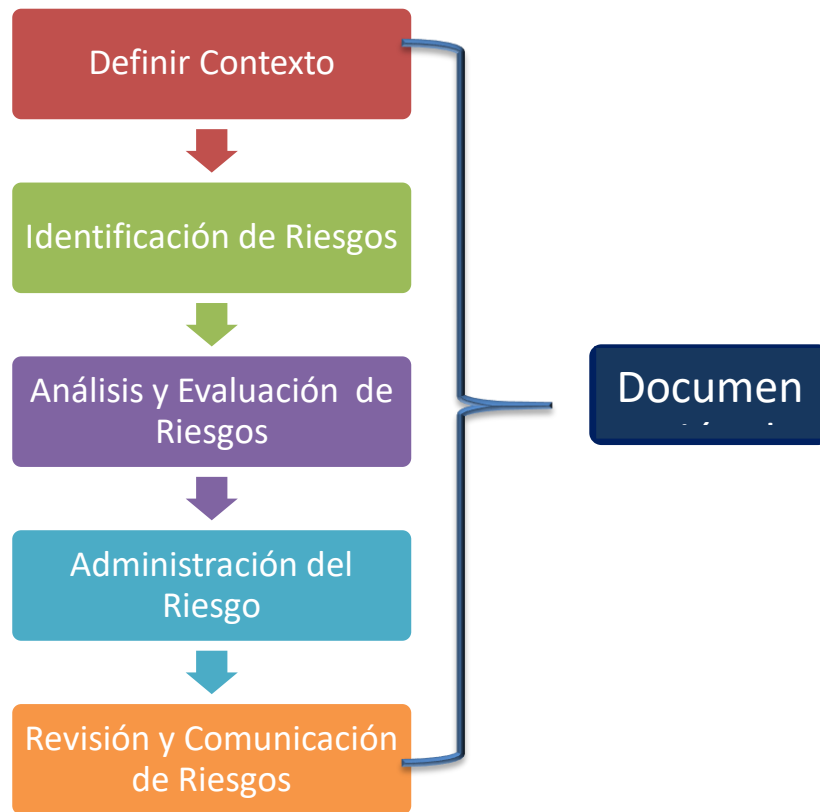 Definir Contexto
Identificación de Riesgos
Análisis y Evaluación de
Riesgos
Administración del
Riesgo
Revisión y Comunicación
de Riesgos
Documen